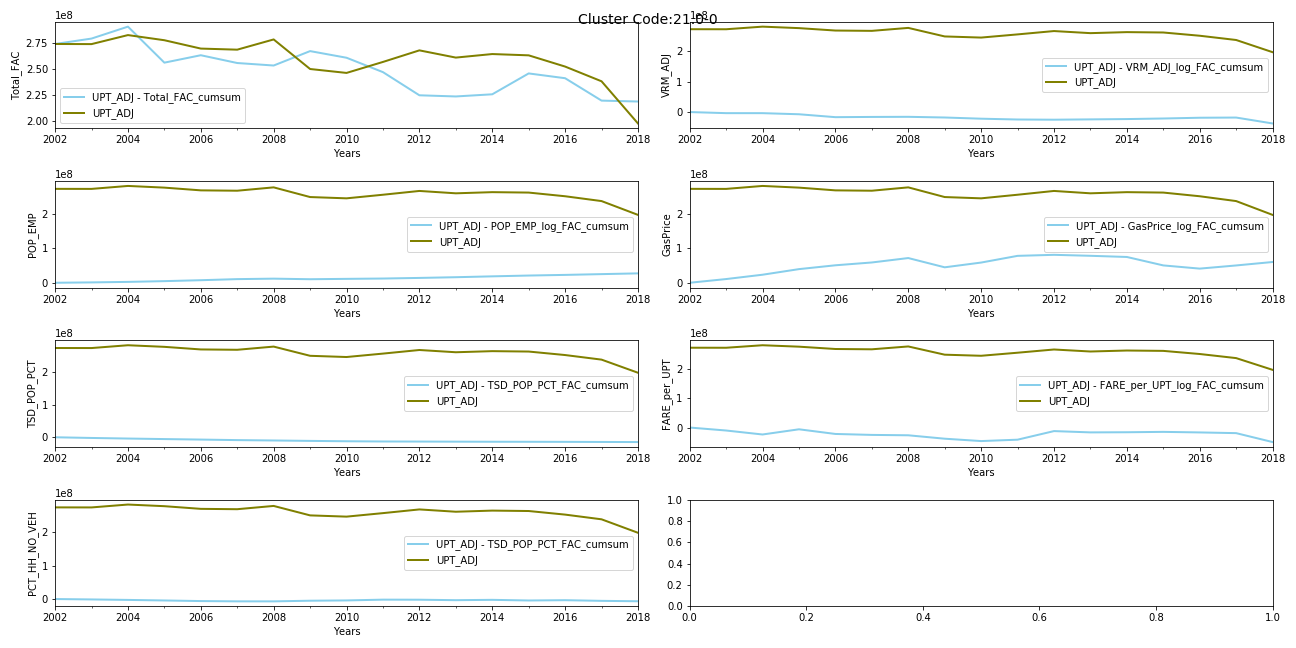 Cluster Code:21-0-0
1e8
Total_FAC
2.75
2.50
2.25
2.00
UPT_ADJ - Total_FAC_cumsum
UPT_ADJ
2002 2004 2006 2008 2010 2012 2014 2016 2018
Years
1e8
VRM_ADJ
2
1
0
UPT_ADJ - VRM_ADJ_log_FAC_cumsum
UPT_ADJ
2002 2004 2006 2008 2010 2012 2014 2016 2018
Years
1e8
POP_EMP
2
1
0
UPT_ADJ - POP_EMP_log_FAC_cumsum
UPT_ADJ
2002 2004 2006 2008 2010 2012 2014 2016 2018
Years
1e8
GasPrice
2
1
0
UPT_ADJ - GasPrice_log_FAC_cumsum
UPT_ADJ
2002 2004 2006 2008 2010 2012 2014 2016 2018
Years
1e8
TSD_POP_PCT
2
1
0
UPT_ADJ - TSD_POP_PCT_FAC_cumsum
UPT_ADJ
2002 2004 2006 2008 2010 2012 2014 2016 2018
Years
1e8
FARE_per_UPT
2
1
0
UPT_ADJ - FARE_per_UPT_log_FAC_cumsum
UPT_ADJ
2002 2004 2006 2008 2010 2012 2014 2016 2018
Years
1e8
PCT_HH_NO_VEH
2
1
0
UPT_ADJ - TSD_POP_PCT_FAC_cumsum
UPT_ADJ
2002 2004 2006 2008 2010 2012 2014 2016 2018
Years
1.0
0.8
0.6
0.4
0.2
0.0
0.0 0.2 0.4 0.6 0.8 1.0